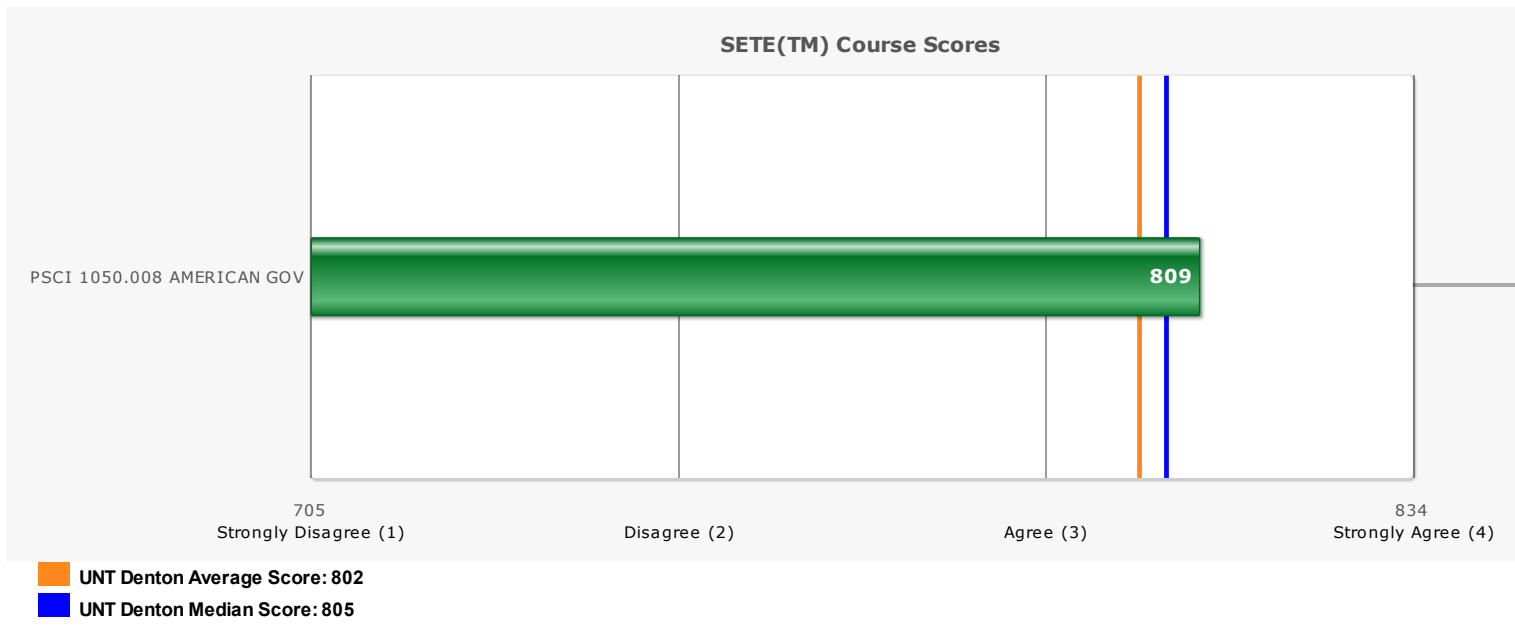 SETE(TM) Course Scores
PSCI 1050.008 AMERICAN GOV
809
705
834
Strongly Disagree (1)
Disagree (2)
Agree (3)
Strongly Agree (4)
UNT Denton Average Score: 802
UNT Denton Median Score: 805